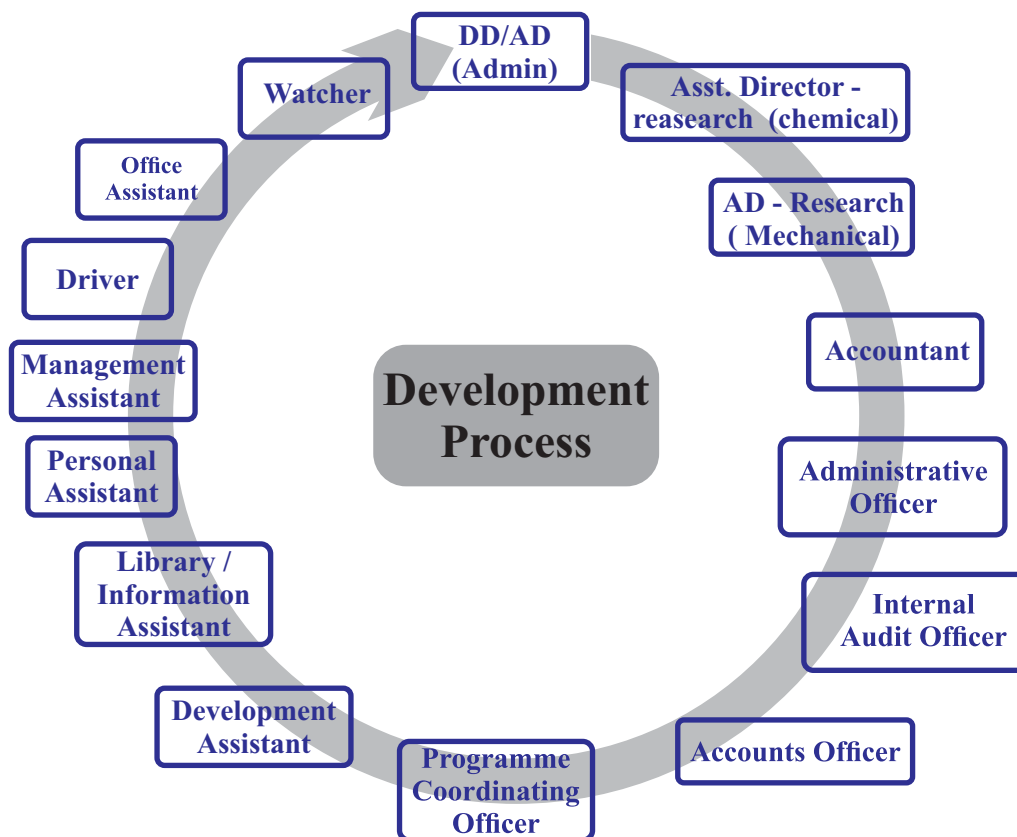 DD/AD
(Admin)
Asst. Director -
reasearch (chemical)
AD - Research
( Mechanical)
Accountant
Administrative
Officer
Internal
Audit Officer
Accounts Officer
Programme
Coordinating
Officer
Development
Assistant
Library /
Information
Assistant
Personal
Assistant
Management
Assistant
Driver
Office
Assistant
Watcher
Development
Process